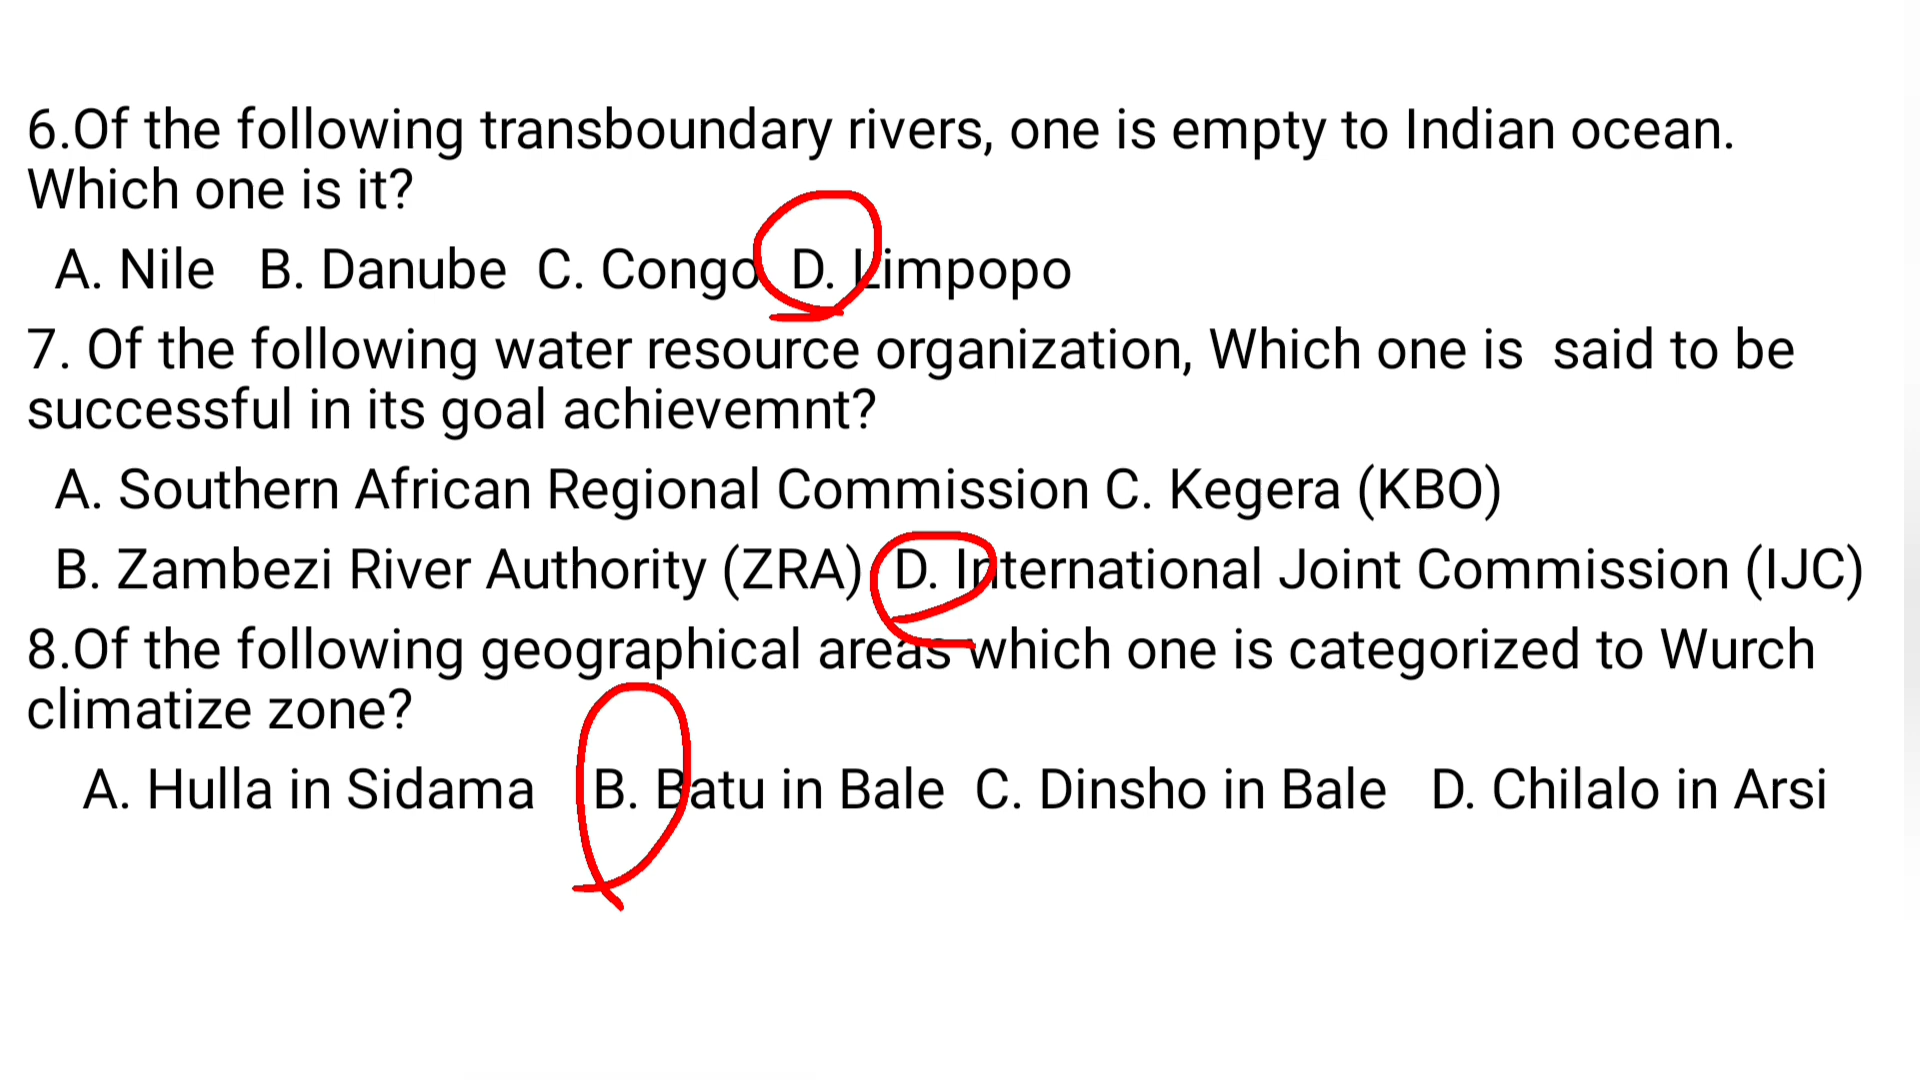 6.Of the following transboundary rivers, one is empty to Indian ocean.
Which one is it?
A. Nile B. Danube C. Congo D. Limpopo
7. Of the following water resource organization, Which one is said to be
successful in its goal achievemnt?
A. Southern African Regional Commission C. Kegera (KBO)
B. Zambezi River Authority (ZRA) D. International Joint Commission (IJC)
8.Of the following geographical areas which one is categorized to Wurch
climatize zone?
A. Hulla in Sidama B. Batu in Bale C. Dinsho in Bale D. Chilalo in Arsi